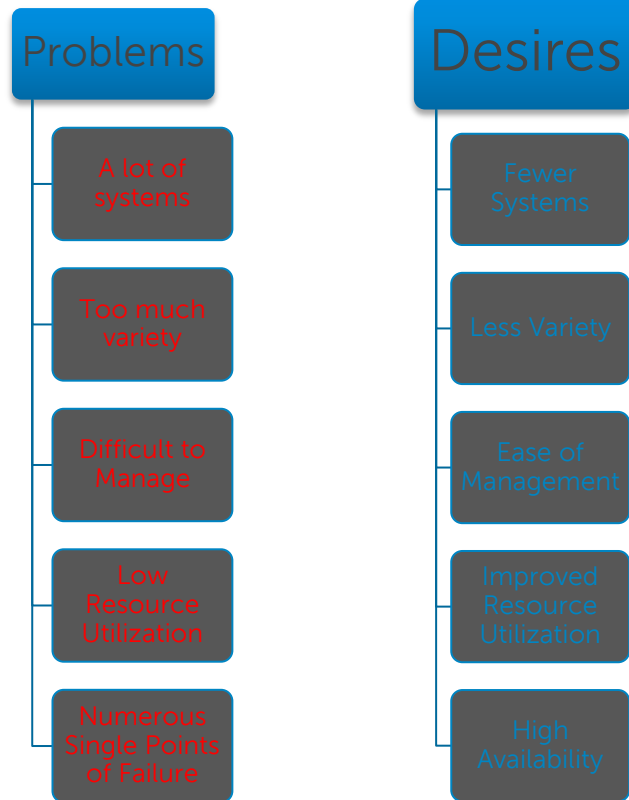 Problems
A lot of
systems
Too much
variety
Difficult to
Manage
Low
Resource
Utilization
Numerous
Single Points
of Failure
Desires
Fewer
Systems
Less Variety
Ease of
Management
Improved
Resource
Utilization
High
Availability